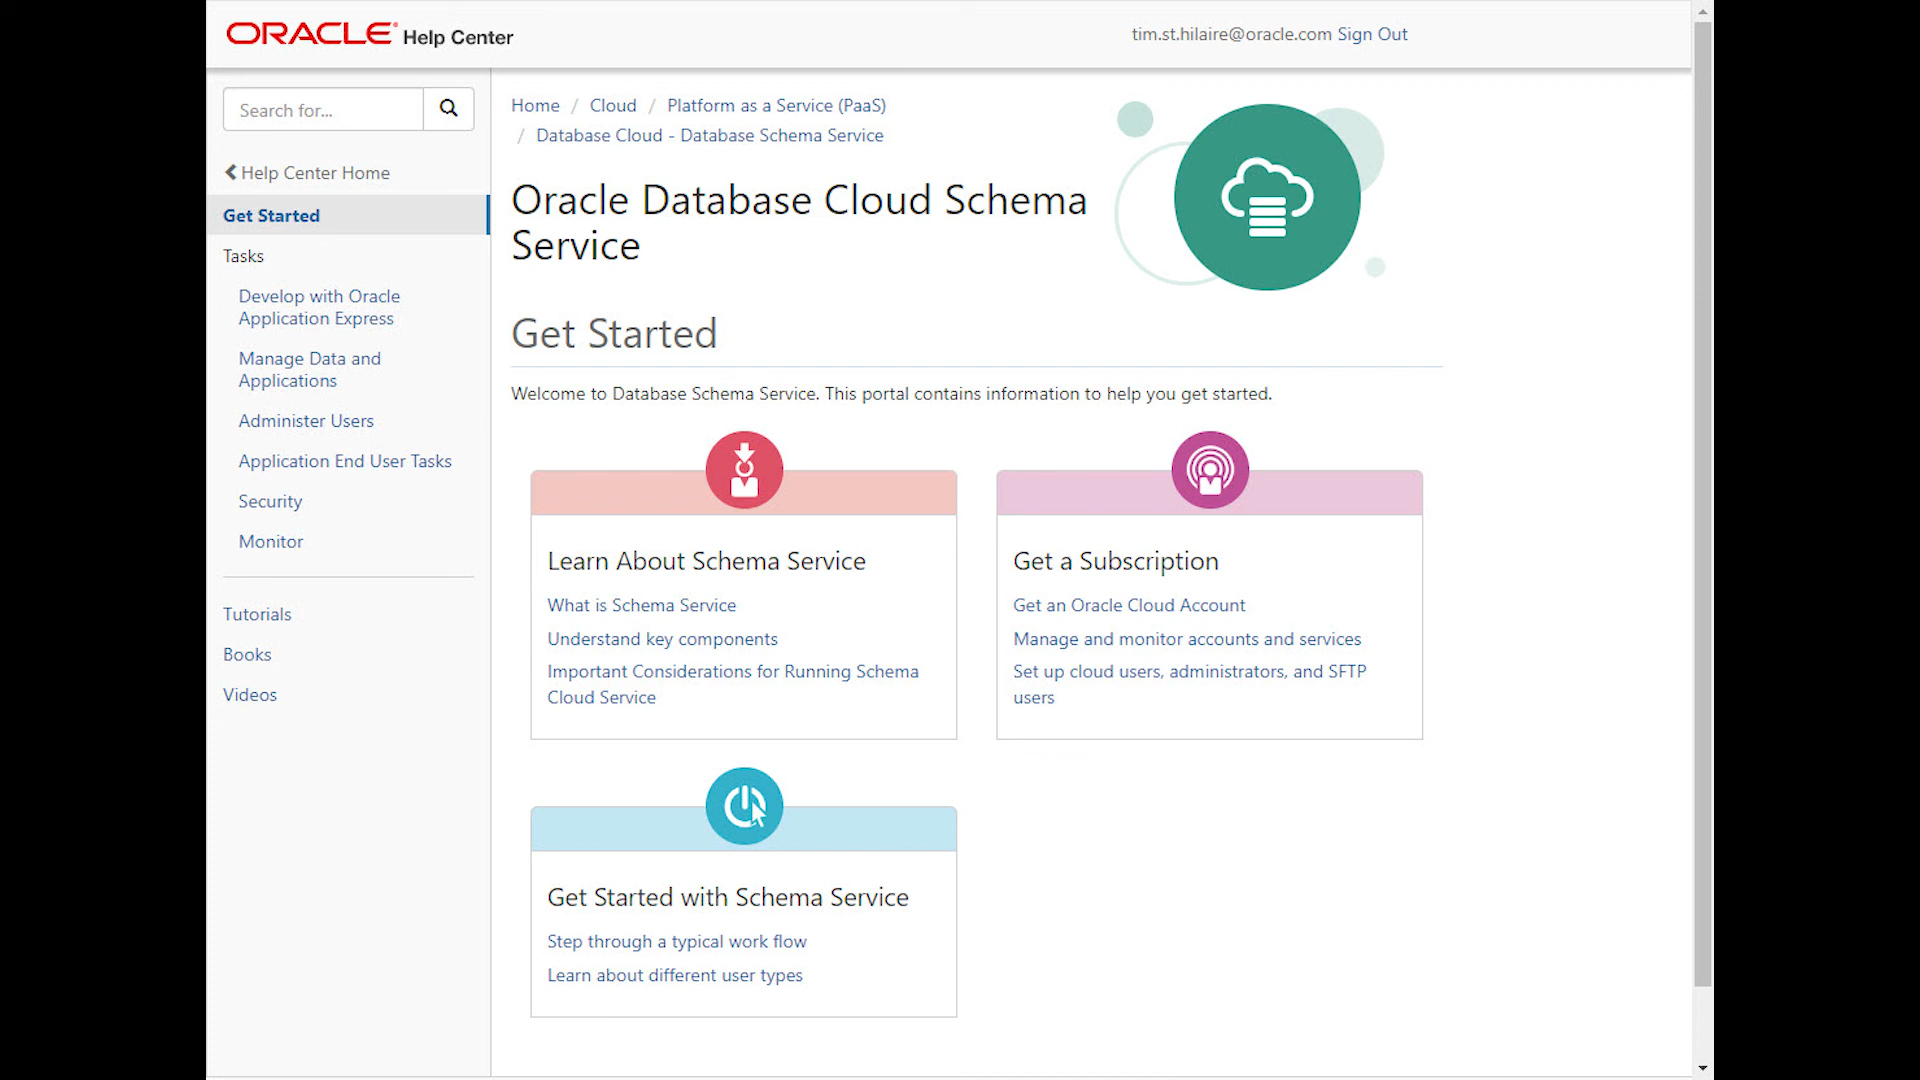 ORACLE Help Center
tim.st.hilaire@oracle.com Sign Out
Search for...
Help Center Home
Get Started
Tasks
Develop with Oracle
Application Express
Manage Data and
Applications
Administer Users
Application End User Tasks
Security
Monitor
Tutorials
Books
Videos
Home / Cloud / Platform as a Service (PaaS)
/ Database Cloud - Database Schema Service
Oracle Database Cloud Schema
Service
Get Started
Welcome to Database Schema Service. This portal contains information to help you get started.
Learn About Schema Service
What is Schema Service
Understand key components
Important Considerations for Running Schema
Cloud Service
Get a Subscription
Get an Oracle Cloud Account
Manage and monitor accounts and services
Set up cloud users, administrators, and SFTP
users
Get Started with Schema Service
Step through a typical work flow
Learn about different user types